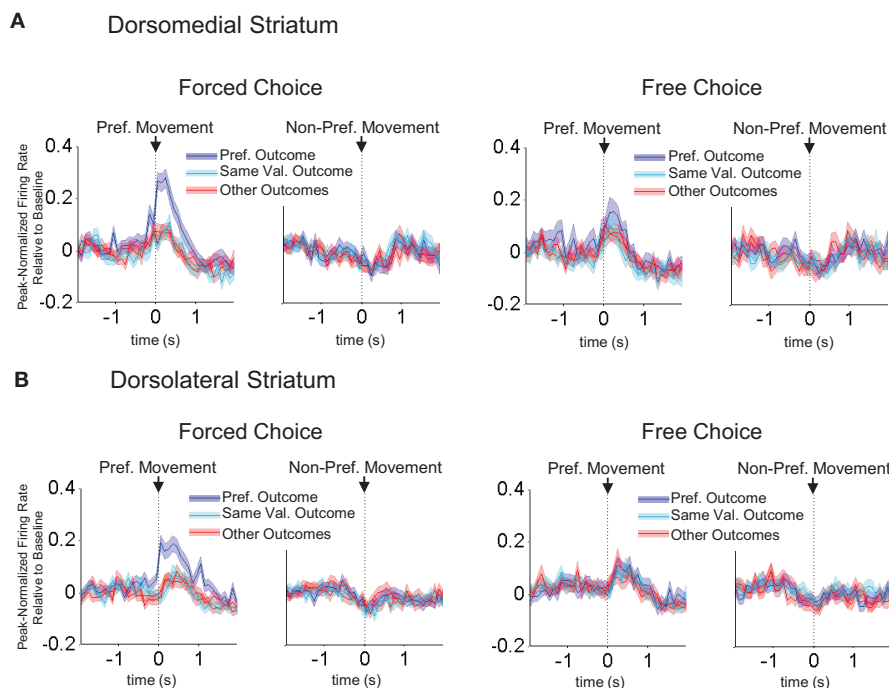 A
Dorsomedial Striatum
Forced Choice
Free Choice
Pref. Movement
Non-Pref. Movement
Pref. Movement
Non-Pref. Movement
Pref. Outcome
Same Val. Outcome
Other Outcomes
Pref. Outcome
Same Val. Outcome
Other Outcomes
Peak-Normalized Firing Rate
Relative to Baseline
0.4
0.2
0
-0.2
0.4
0.2
0
-0.2
-1 0 1
-1 0 1
-1 0 1
-1 0 1
time (s)
time (s)
time (s)
time (s)
B
Dorsolateral Striatum
Forced Choice
Free Choice
Pref. Movement
Non-Pref. Movement
Pref. Movement
Non-Pref. Movement
Pref. Outcome
Same Val. Outcome
Other Outcomes
Pref. Outcome
Same Val. Outcome
Other Outcomes
Peak-Normalized Firing Rate
Relative to Baseline
0.4
0.2
0
-0.2
0.4
0.2
0
-0.2
-1 0 1
-1 0 1
-1 0 1
-1 0 1
time (s)
time (s)
time (s)
time (s)